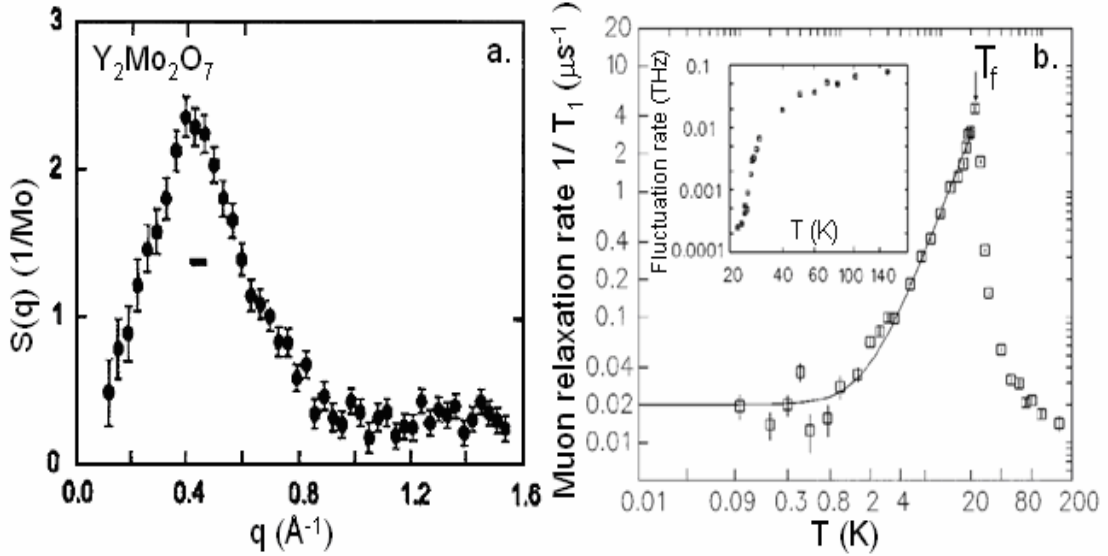 Y₂Mo₂O₇
a.
3
2
1
0
S(q) (1/Mo)
0.0 0.4 0.8 1.2 1.6
q (Å⁻¹)
b.
T_f
Muon relaxation rate 1/ T₁ (μs⁻¹)
20
10
4
2
1
0.4
0.2
0.1
0.04
0.02
0.01
0.01 0.09 0.3 0.8 2 4 20 80 200
T (K)
Fluctuation rate (THz)
0.1
0.01
0.001
0.0001
T (K)
20 40 60 100 140